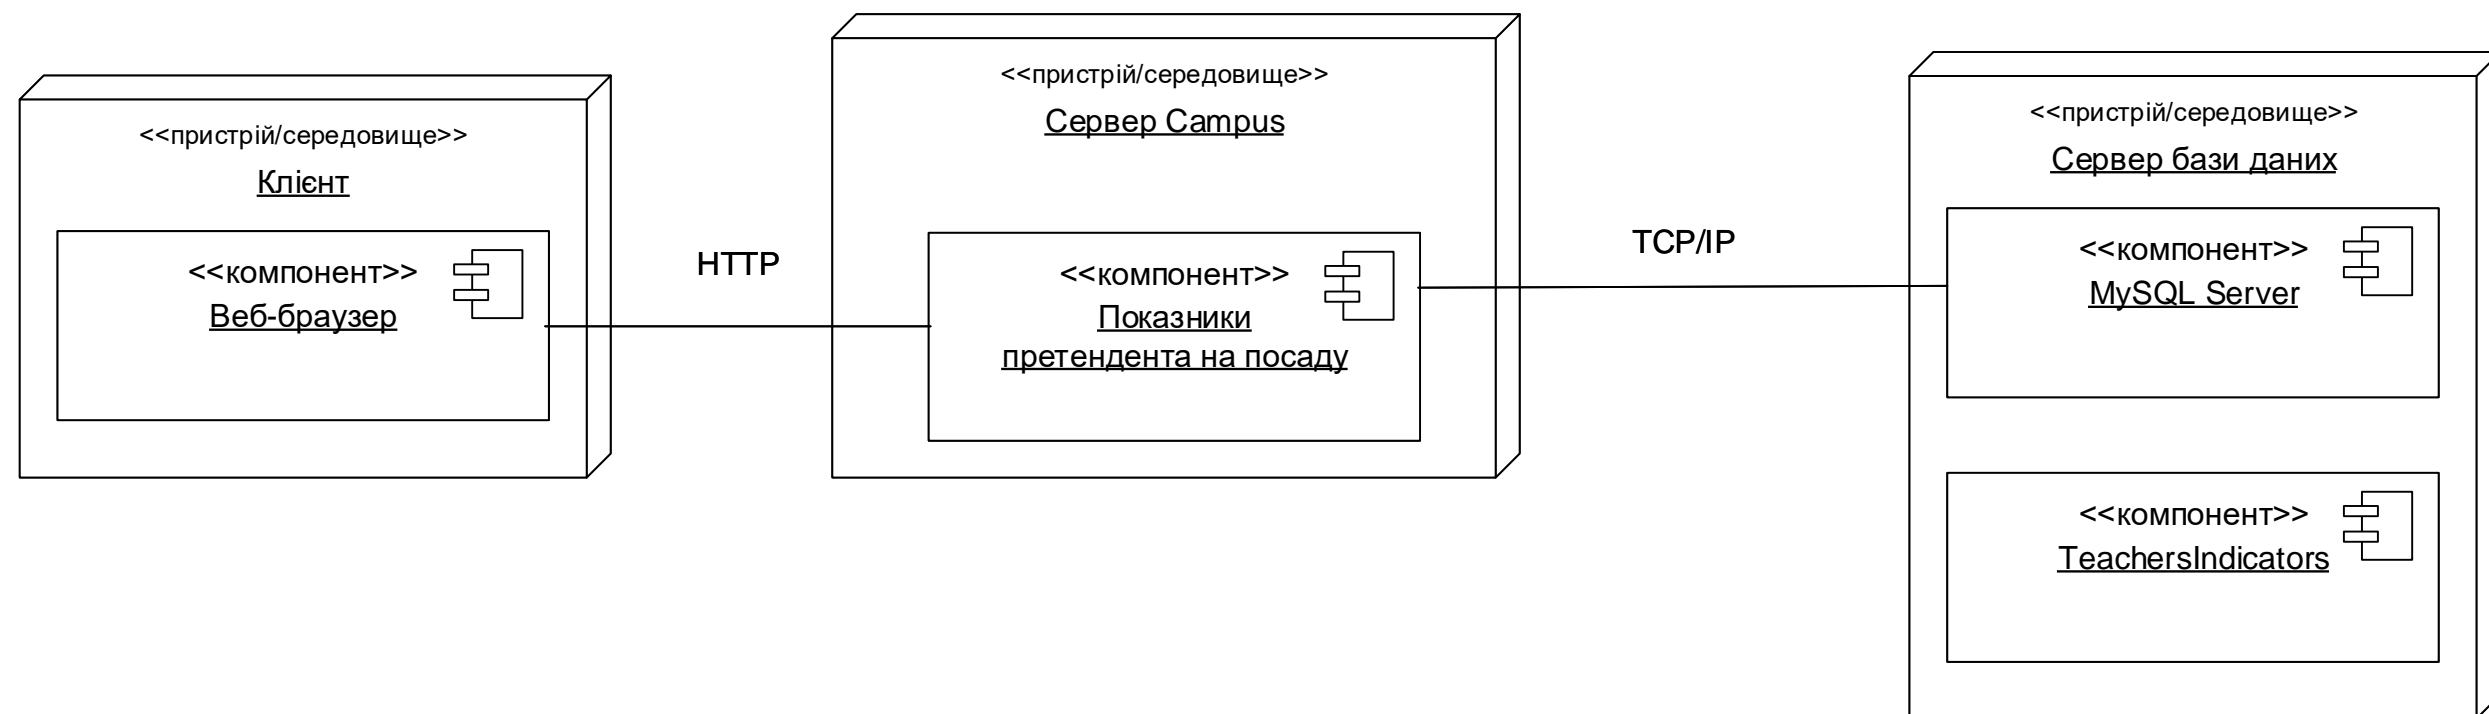 <<пристрій/середовище>>
Клієнт
<<компонент>>
Веб-браузер
HTTP
<<пристрій/середовище>>
Сервер Campus
<<компонент>>
Показники
претендента на посаду
TCP/IP
<<пристрій/середовище>>
Сервер бази даних
<<компонент>>
MySQL Server
<<компонент>>
TeachersIndicators